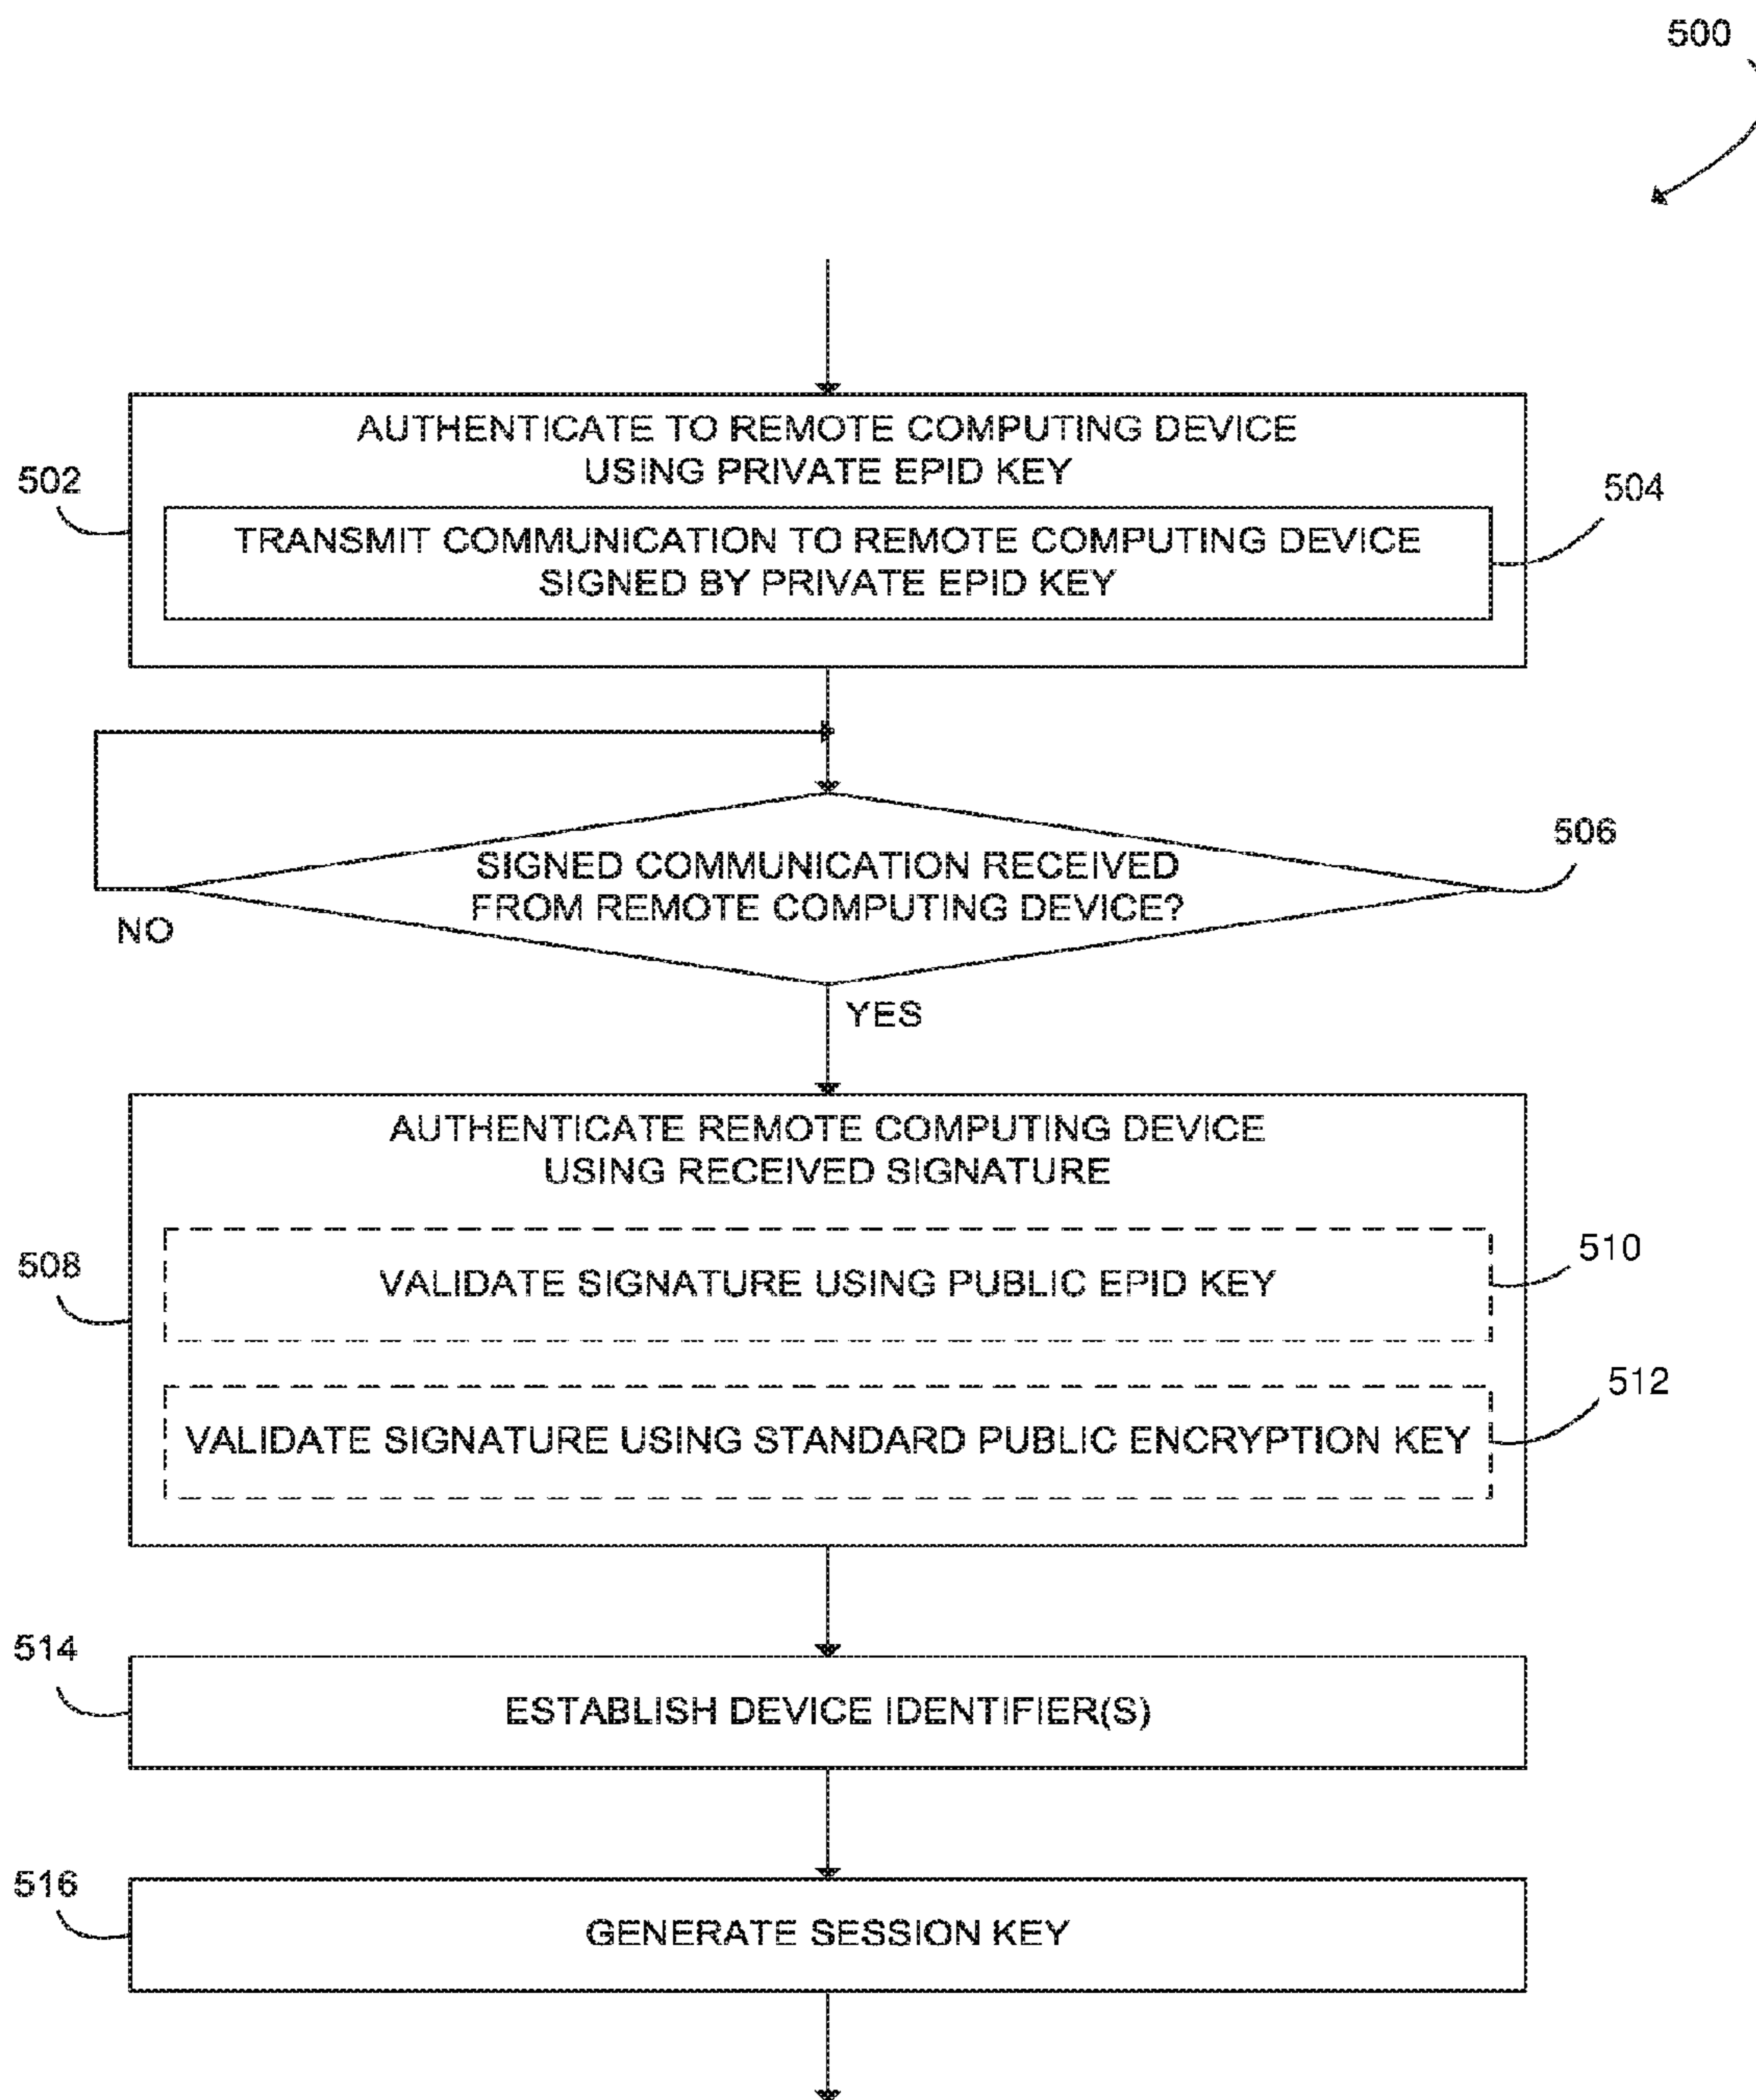 500
AUTHENTICATE TO REMOTE COMPUTING DEVICE
USING PRIVATE EPID KEY
502
504
TRANSMIT COMMUNICATION TO REMOTE COMPUTING DEVICE
SIGNED BY PRIVATE EPID KEY
506
SIGNED COMMUNICATION RECEIVED
FROM REMOTE COMPUTING DEVICE?
NO
YES
AUTHENTICATE REMOTE COMPUTING DEVICE
USING RECEIVED SIGNATURE
508
510
VALIDATE SIGNATURE USING PUBLIC EPID KEY
512
VALIDATE SIGNATURE USING STANDARD PUBLIC ENCRYPTION KEY
514
ESTABLISH DEVICE IDENTIFIER(S)
516
GENERATE SESSION KEY